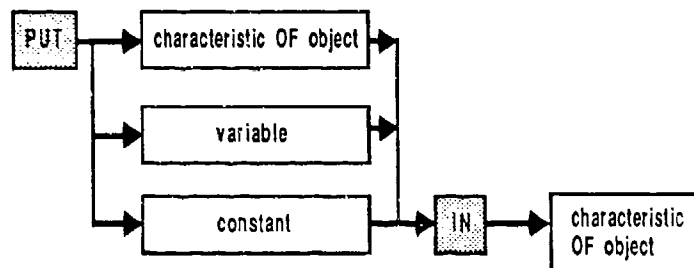 PUT
characteristic OF object
variable
constant
IN
characteristic
OF object